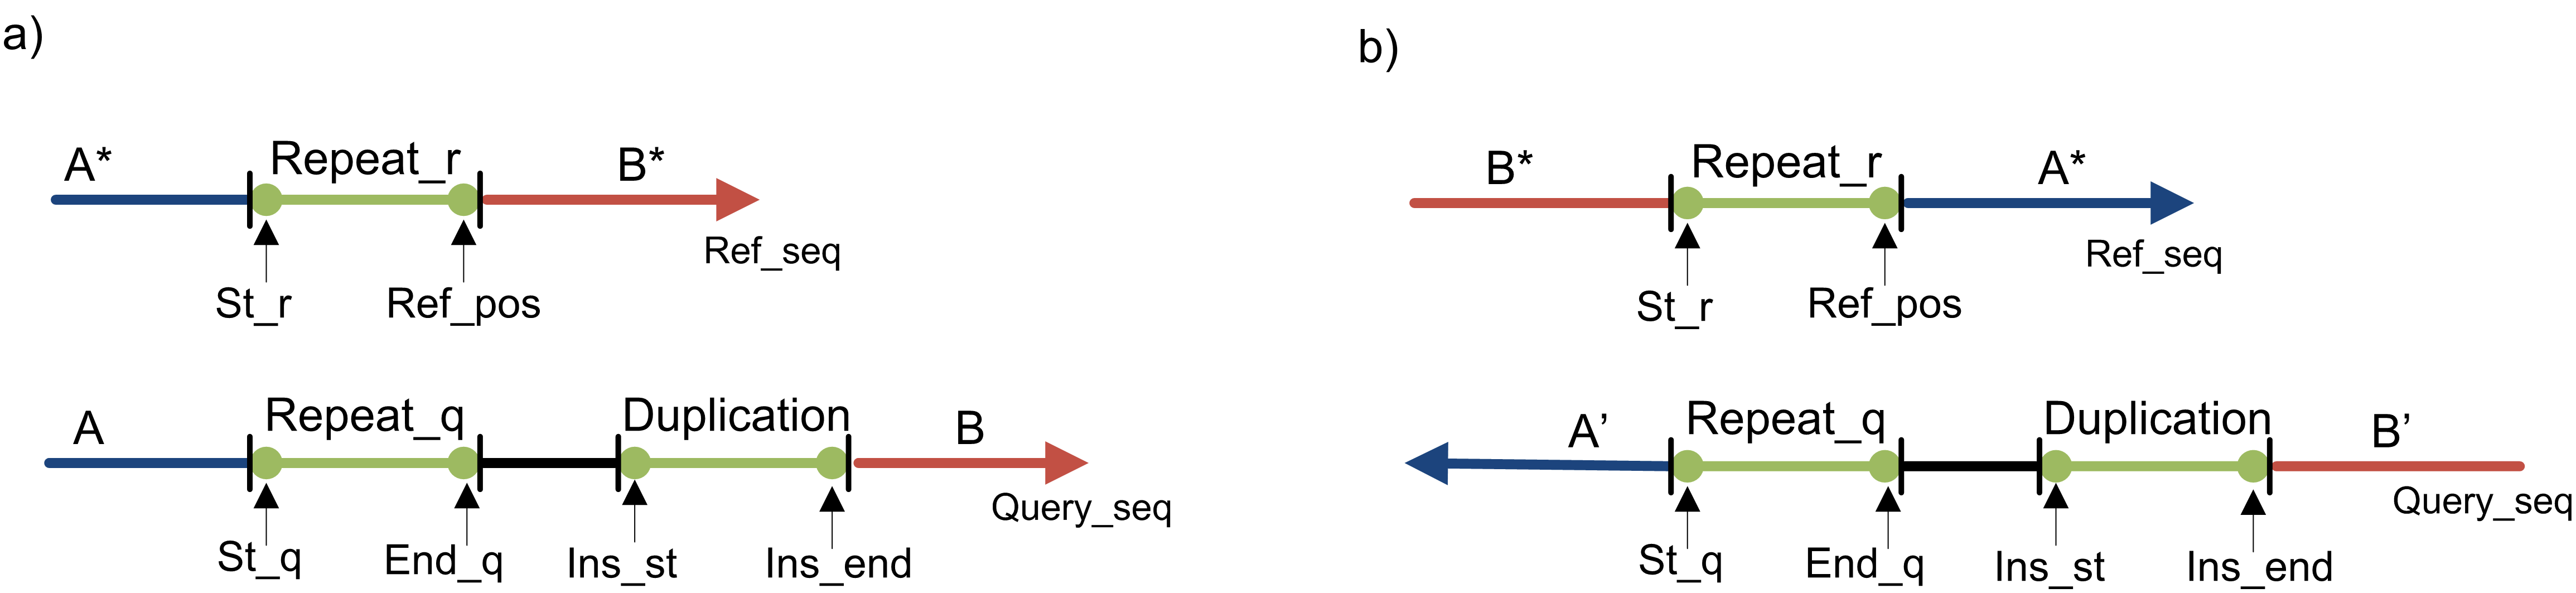 a)
A*
Repeat_r
B*
Ref_seq
St_r
Ref_pos
A
Repeat_q
Duplication
B
Query_seq
St_q
End_q
Ins_st
Ins_end
b)
B*
Repeat_r
A*
Ref_seq
St_r
Ref_pos
A’
Repeat_q
Duplication
B’
Query_seq
St_q
End_q
Ins_st
Ins_end